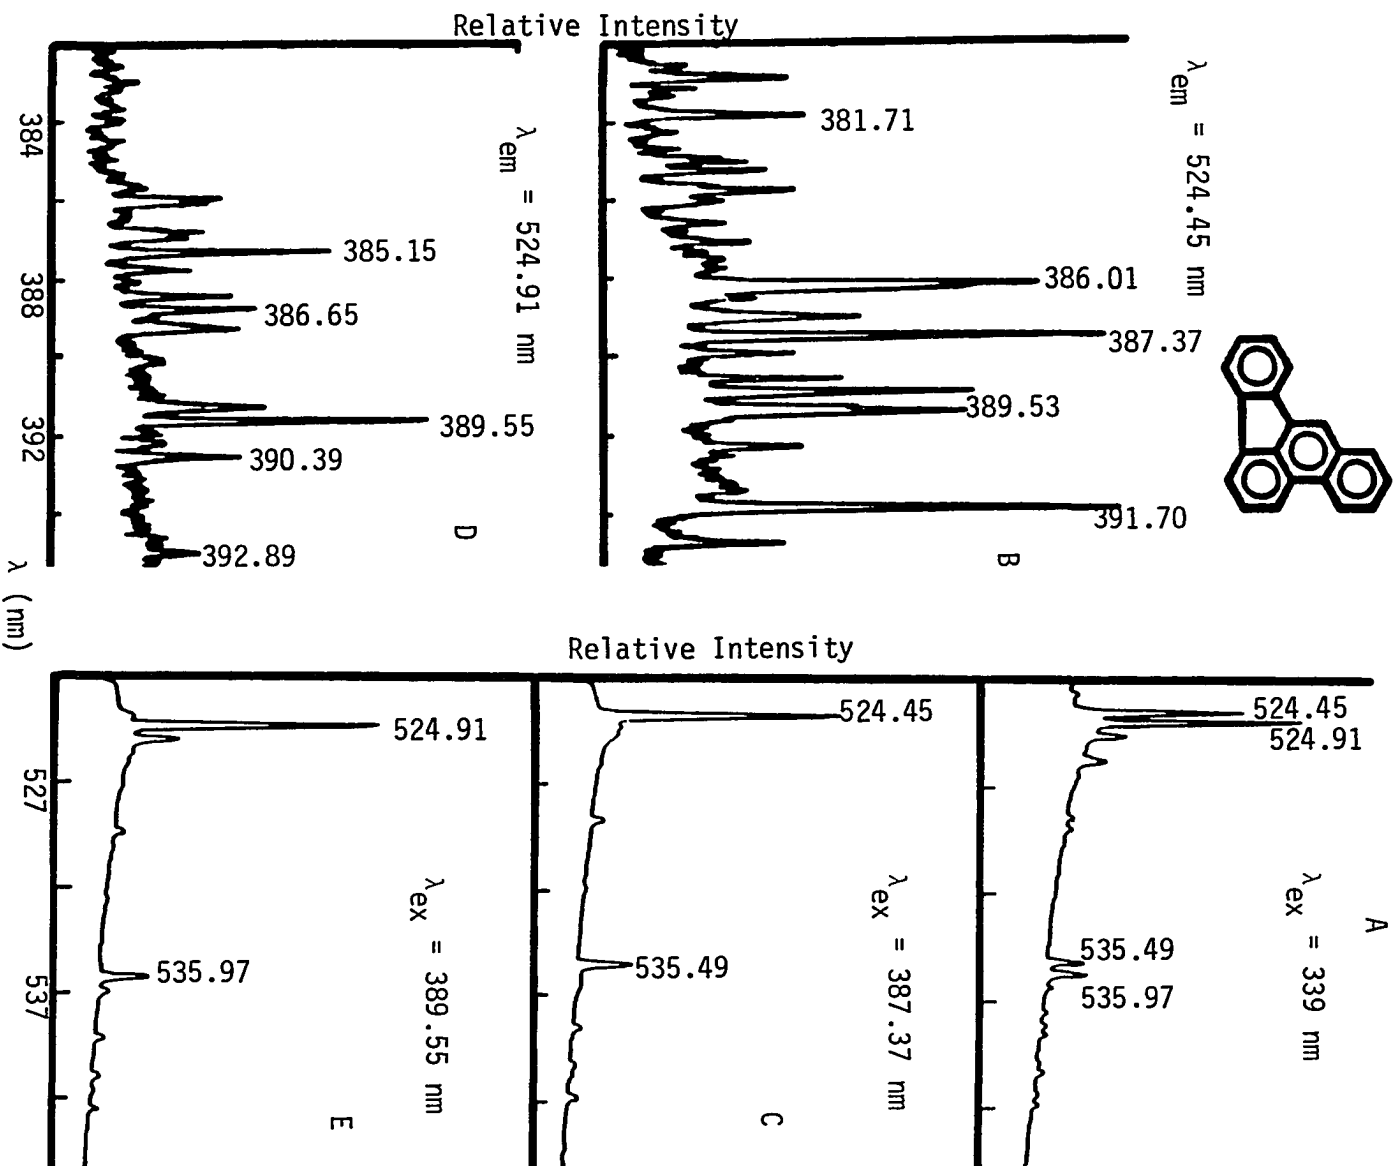 Relative Intensity
λem = 524.45 nm
381.71
386.01
387.37
389.53
391.70
B
λem = 524.91 nm
385.15
386.65
389.55
390.39
392.89
D
384
388
392
λ (nm)
Relative Intensity
A
λex = 339 nm
524.45
524.91
535.49
535.97
C
λex = 387.37 nm
524.45
535.49
E
λex = 389.55 nm
524.91
535.97
527
537